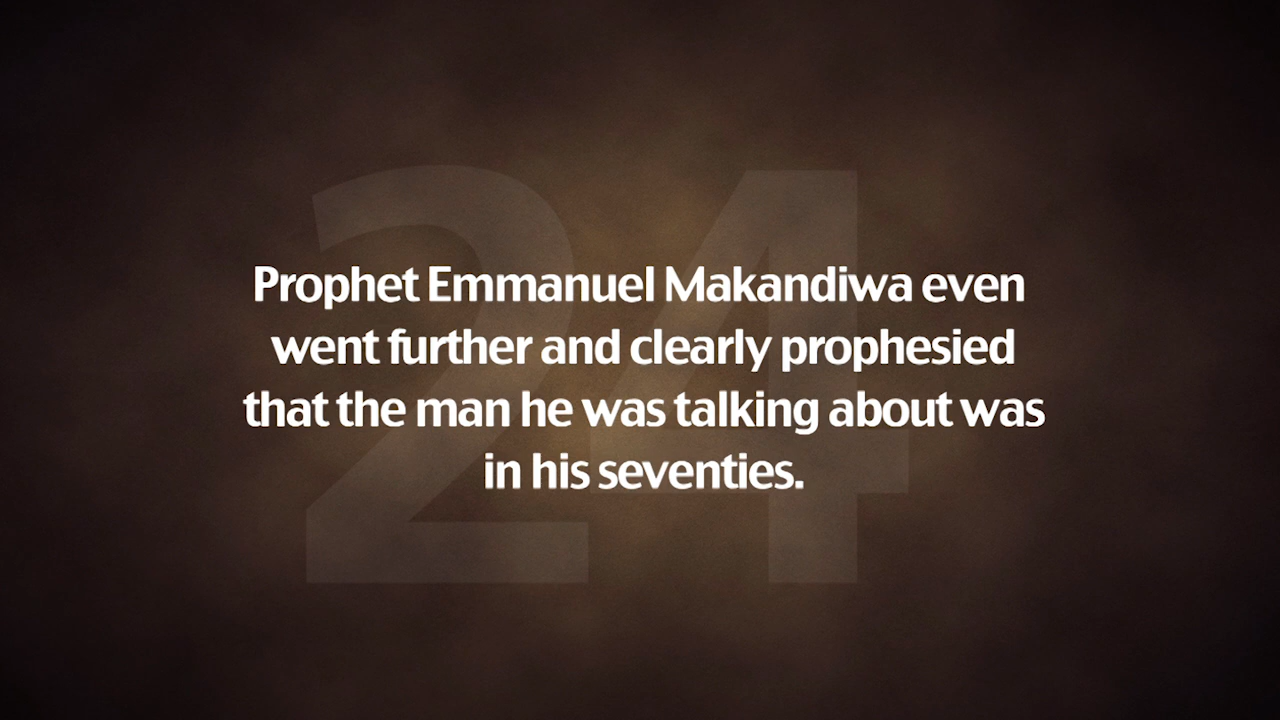 24
Prophet Emmanuel Makandiwa even
went further and clearly prophesied
that the man he was talking about was
in his seventies.